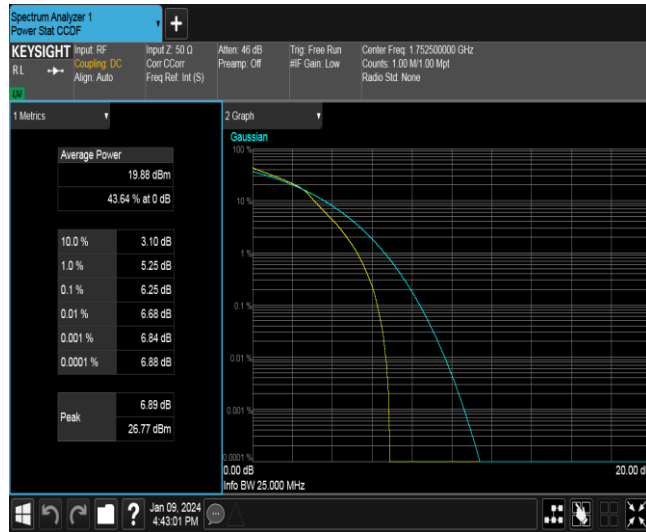 Spectrum Analyzer 1
Power Stat CCDF
KEYSIGHT
R L
LXI
Input: RF
Coupling: DC
Align: Auto
Input Z: 50 Ω
Corr CCorr
Freq Ref: Int (S)
Atten: 46 dB
Preamp: Off
Trig: Free Run
#IF Gain: Low
Center Freq: 1.752500000 GHz
Counts: 1.00 M/1.00 Mpt
Radio Std: None
1 Metrics
Average Power
19.88 dBm
43.64 % at 0 dB
10.0 % 3.10 dB
1.0 % 5.25 dB
0.1 % 6.25 dB
0.01 % 6.68 dB
0.001 % 6.84 dB
0.0001 % 6.88 dB
Peak
6.89 dB
26.77 dBm
2 Graph
Gaussian
100 %
10 %
1 %
0.1 %
0.01 %
0.001 %
0.0001 %
0.00 dB
20.00 d
Info BW 25.000 MHz
?
Jan 09, 2024
4:43:01 PM